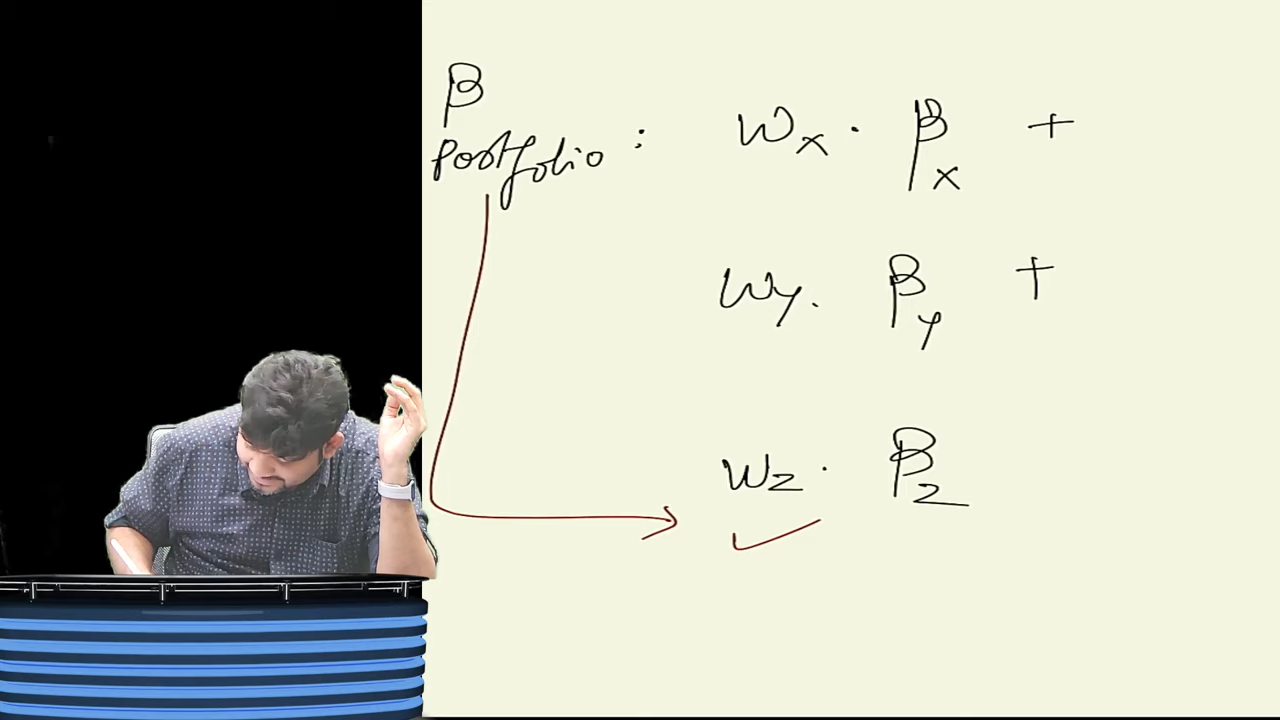 β
Portfolio : Wx . βx +
Wy . βy +
Wz . βz